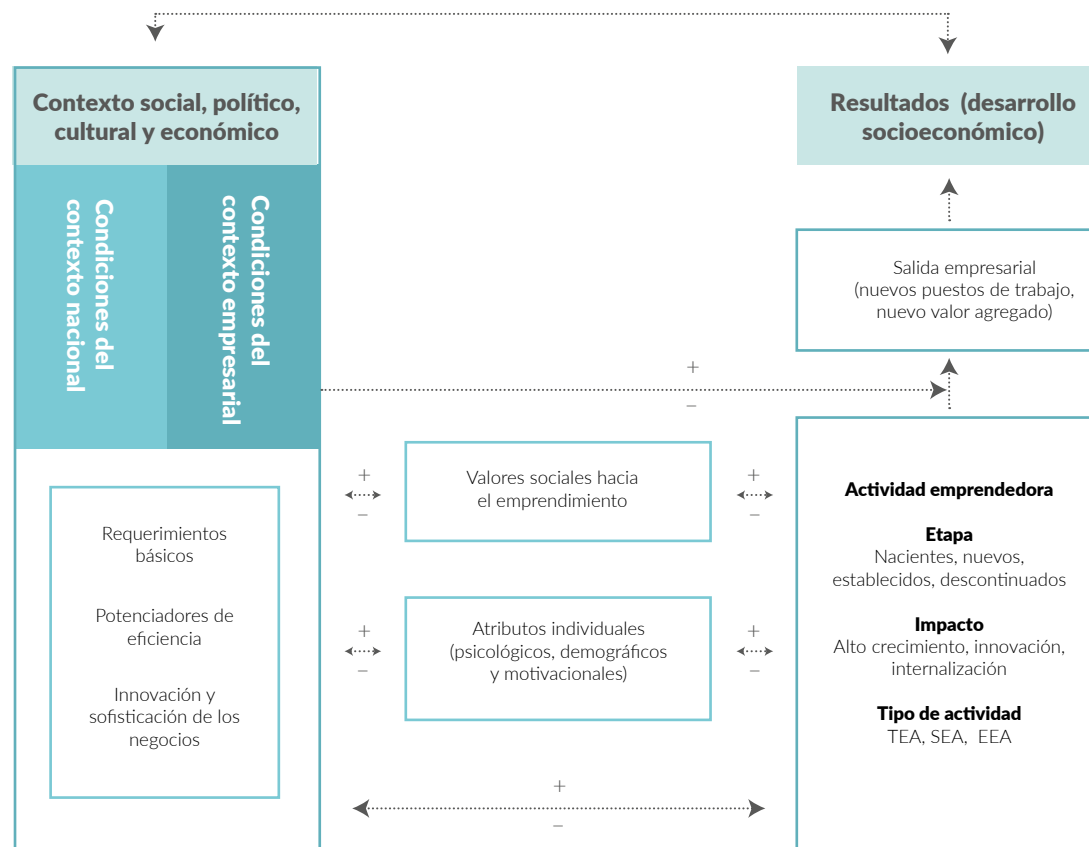 Contexto social, político,
cultural y económico
Condiciones del
contexto nacional
Condiciones del
contexto empresarial
Requerimientos
básicos
Potenciadores de
eficiencia
Innovación y
sofisticación de los
negocios
+
–
Valores sociales hacia
el emprendimiento
+
–
+
–
Atributos individuales
(psicológicos, demográficos
y motivacionales)
+
–
+
–
+
–
Resultados (desarrollo
socioeconómico)
Salida empresarial
(nuevos puestos de trabajo,
nuevo valor agregado)
+
–
Actividad emprendedora
Etapa
Nacientes, nuevos,
establecidos, descontinuados
Impacto
Alto crecimiento, innovación,
internalización
Tipo de actividad
TEA, SEA, EEA